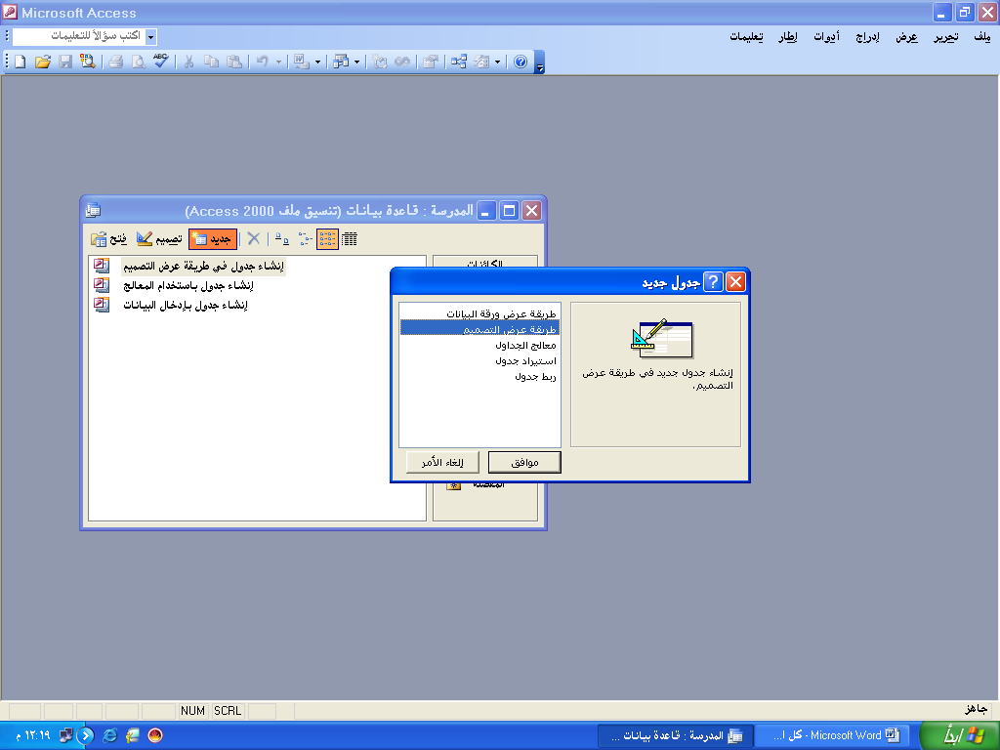 Microsoft Access
ملف تحرير عرض إدراج أدوات إطار تعليمات
اكتب سؤالاً للتعليمات
المدرسة : قاعدة بيانات (تنسيق ملف Access 2000)
فتح تصميم جديد
إنشاء جدول في طريقة عرض التصميم
إنشاء جدول باستخدام المعالج
إنشاء جدول بإدخال البيانات
الكائنات
المفضلة
جدول جديد
طريقة عرض ورقة البيانات
طريقة عرض التصميم
معالج الجداول
استيراد جدول
ربط جدول
إنشاء جدول جديد في طريقة عرض
التصميم.
موافق
إلغاء الأمر
جاهز
NUM SCRL
ابدأ
كل ا... - Microsoft Word
المدرسة : قاعدة بيانات ...
١٢:١٩ م